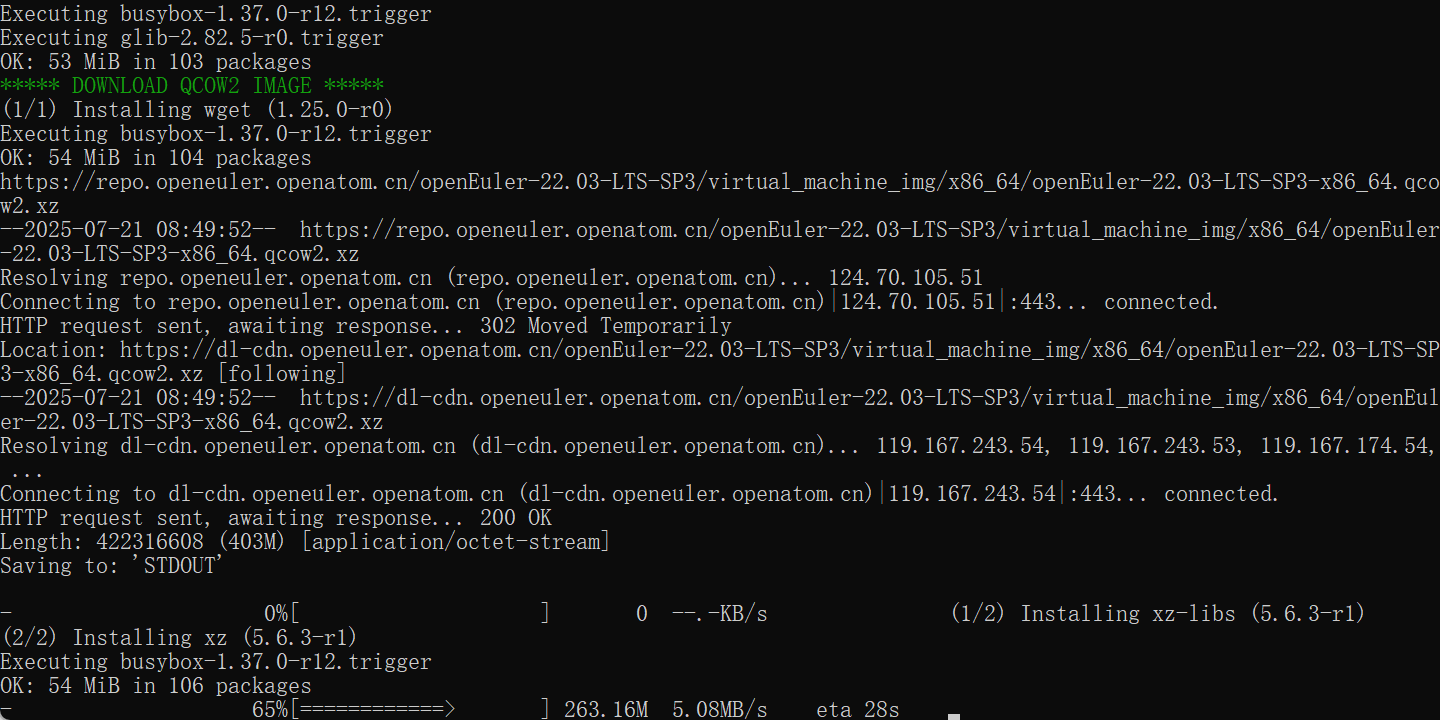 Executing busybox-1.37.0-r12.trigger
Executing glib-2.82.5-r0.trigger
OK: 53 MiB in 103 packages
***** DOWNLOAD QCOW2 IMAGE *****
(1/1) Installing wget (1.25.0-r0)
Executing busybox-1.37.0-r12.trigger
OK: 54 MiB in 104 packages
https://repo.openeuler.openatom.cn/openEuler-22.03-LTS-SP3/virtual_machine_img/x86_64/openEuler-22.03-LTS-SP3-x86_64.qco
w2.xz
--2025-07-21 08:49:52--  https://repo.openeuler.openatom.cn/openEuler-22.03-LTS-SP3/virtual_machine_img/x86_64/openEuler
-22.03-LTS-SP3-x86_64.qcow2.xz
Resolving repo.openeuler.openatom.cn (repo.openeuler.openatom.cn)... 124.70.105.51
Connecting to repo.openeuler.openatom.cn (repo.openeuler.openatom.cn)|124.70.105.51|:443... connected.
HTTP request sent, awaiting response... 302 Moved Temporarily
Location: https://dl-cdn.openeuler.openatom.cn/openEuler-22.03-LTS-SP3/virtual_machine_img/x86_64/openEuler-22.03-LTS-SP
3-x86_64.qcow2.xz [following]
--2025-07-21 08:49:52--  https://dl-cdn.openeuler.openatom.cn/openEuler-22.03-LTS-SP3/virtual_machine_img/x86_64/openEul
er-22.03-LTS-SP3-x86_64.qcow2.xz
Resolving dl-cdn.openeuler.openatom.cn (dl-cdn.openeuler.openatom.cn)... 119.167.243.54, 119.167.243.53, 119.167.174.54,
 ...
Connecting to dl-cdn.openeuler.openatom.cn (dl-cdn.openeuler.openatom.cn)|119.167.243.54|:443... connected.
HTTP request sent, awaiting response... 200 OK
Length: 422316608 (403M) [application/octet-stream]
Saving to: 'STDOUT'
-                     0%[                    ]       0  --.-KB/s               (1/2) Installing xz-libs (5.6.3-r1)
(2/2) Installing xz (5.6.3-r1)
Executing busybox-1.37.0-r12.trigger
OK: 54 MiB in 106 packages
-                    65%[============>       ] 263.16M  5.08MB/s    eta 28s